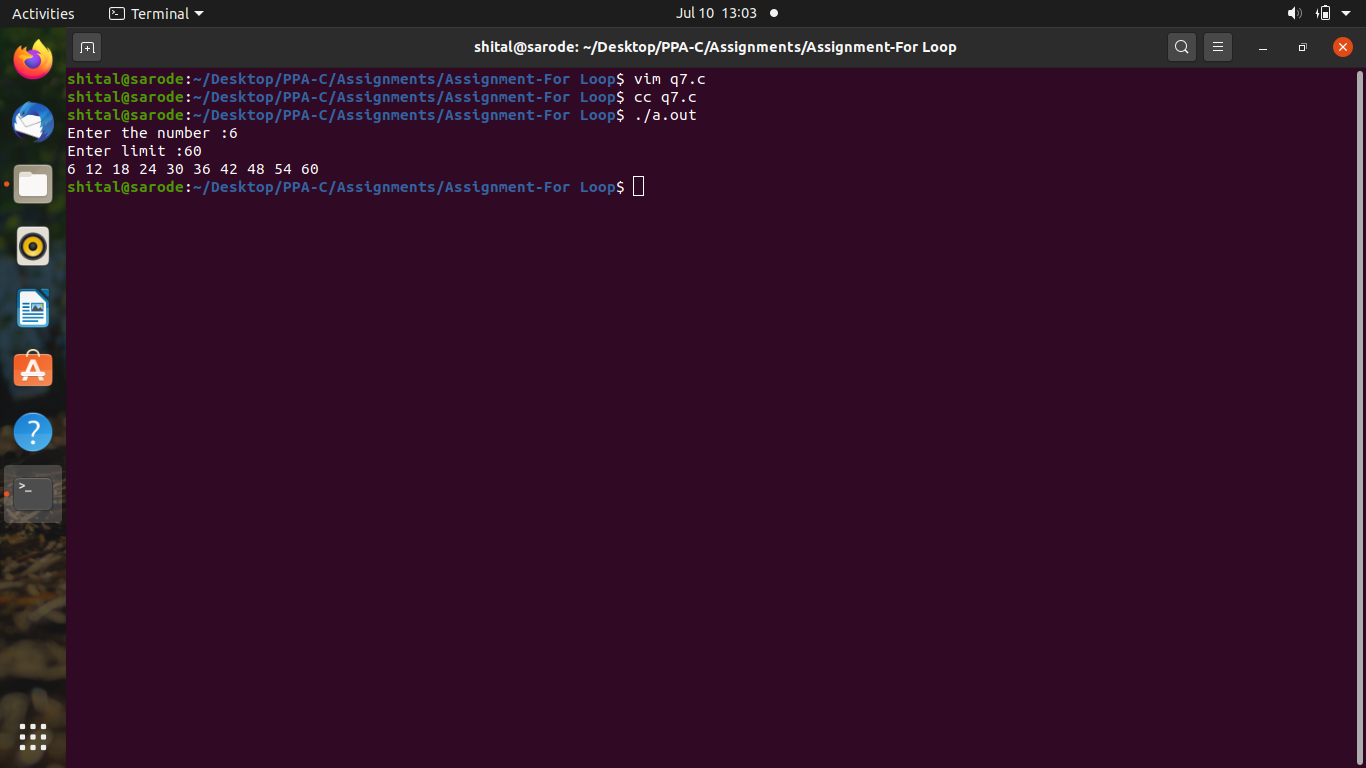 Activities Terminal Jul 10 13:03
shital@sarode: ~/Desktop/PPA-C/Assignments/Assignment-For Loop
shital@sarode:~/Desktop/PPA-C/Assignments/Assignment-For Loop$ vim q7.c
shital@sarode:~/Desktop/PPA-C/Assignments/Assignment-For Loop$ cc q7.c
shital@sarode:~/Desktop/PPA-C/Assignments/Assignment-For Loop$ ./a.out
Enter the number :6
Enter limit :60
6 12 18 24 30 36 42 48 54 60
shital@sarode:~/Desktop/PPA-C/Assignments/Assignment-For Loop$